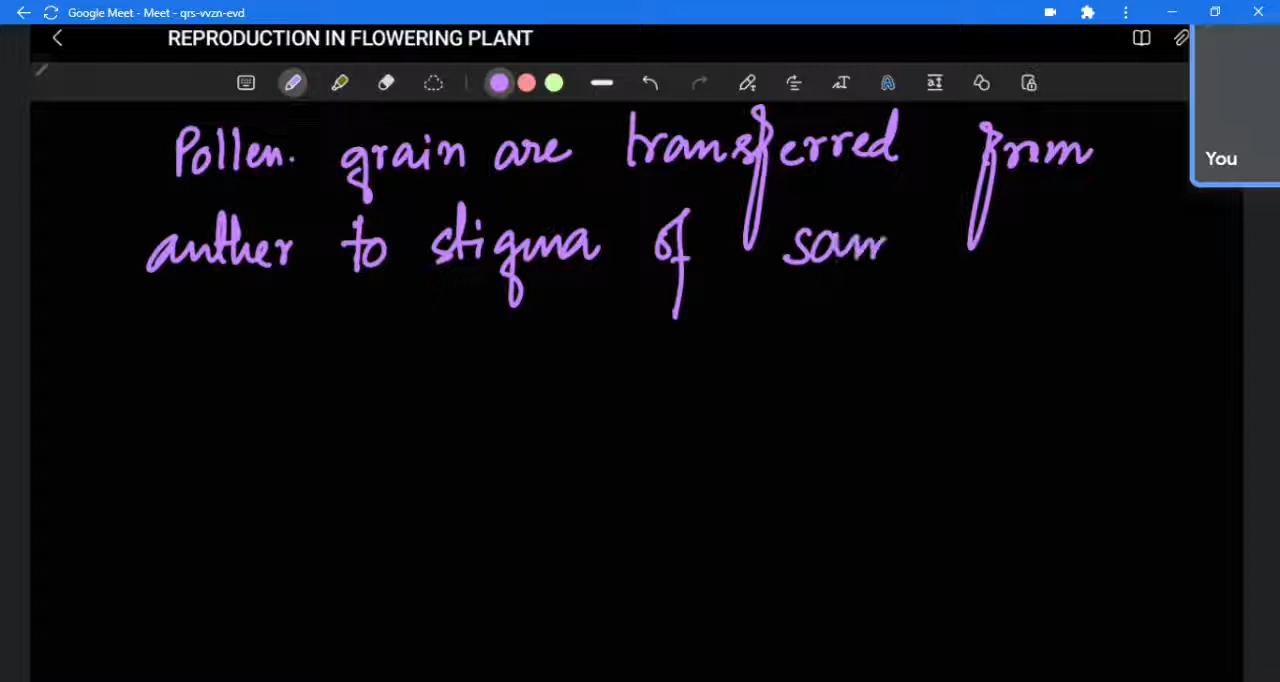 Google Meet - Meet - qrs-vvzn-evd
REPRODUCTION IN FLOWERING PLANT
You
Pollen. grain are transferred from
anther to stigma of sam